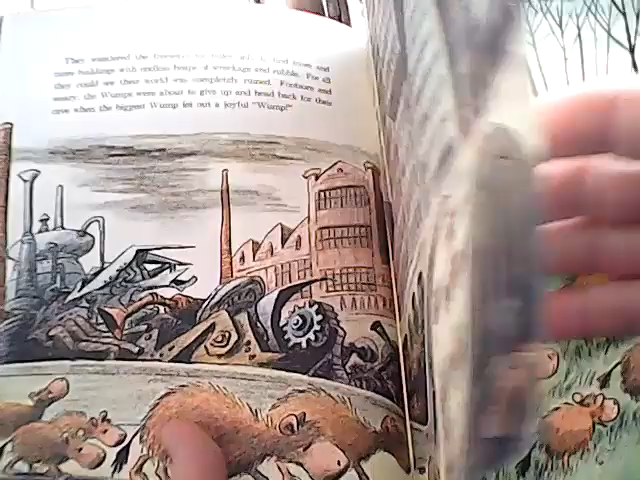 They wandered the
more buildings with endless heaps of wreckage and rubble. For all
they could see their world was completely ruined. Footsore and
weary, the Wumps were about to give up and head back for their
cave when the biggest Wump let out a joyful "Wump!"